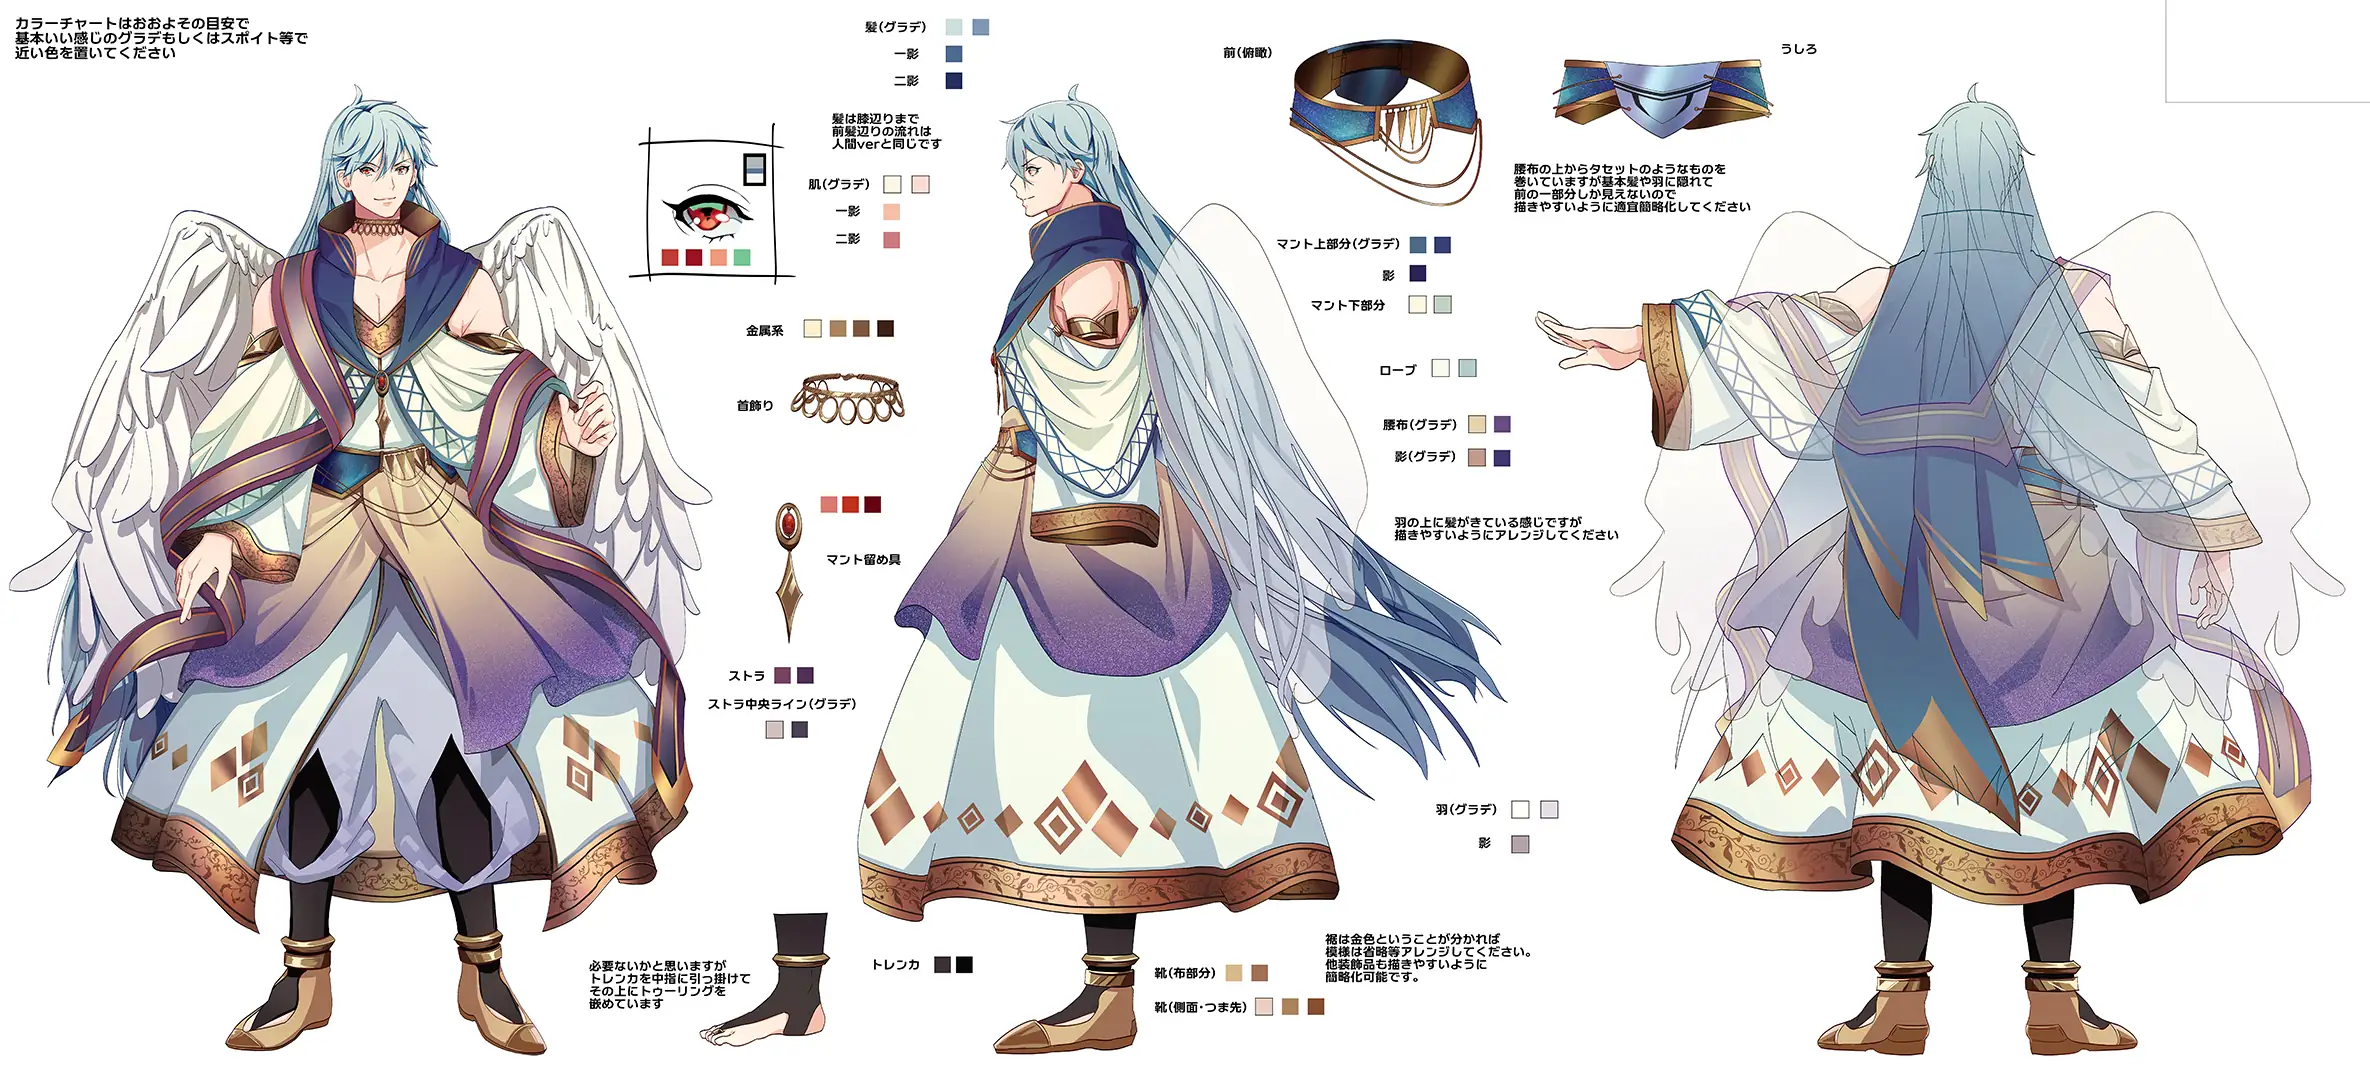 カラーチャートはおおよその目安で
基本いい感じのグラデもしくはスポイト等で
近い色を置いてください
髪(グラデ)
一影
二影
髪は膝辺りまで
前髪辺りの流れは
人間verと同じです
肌(グラデ)
一影
二影
金属系
首飾り
マント留め具
ストラ
ストラ中央ライン(グラデ)
必要ないかと思いますが
トレンカを中指に引っ掛けて
その上にトゥーリングを
嵌めています
トレンカ
前(俯瞰)
うしろ
腰布の上からタセットのようなものを
巻いていますが基本髪や羽に隠れて
前の一部分しか見えないので
描きやすいように適宜簡略化してください
マント上部分(グラデ)
影
マント下部分
ローブ
腰布(グラデ)
影(グラデ)
羽の上に髪がきている感じですが
描きやすいようにアレンジしてください
羽(グラデ)
影
裾は金色ということが分かれば
模様は省略等アレンジしてください。
他装飾品も描きやすいように
簡略化可能です。
靴(布部分)
靴(側面・つま先)